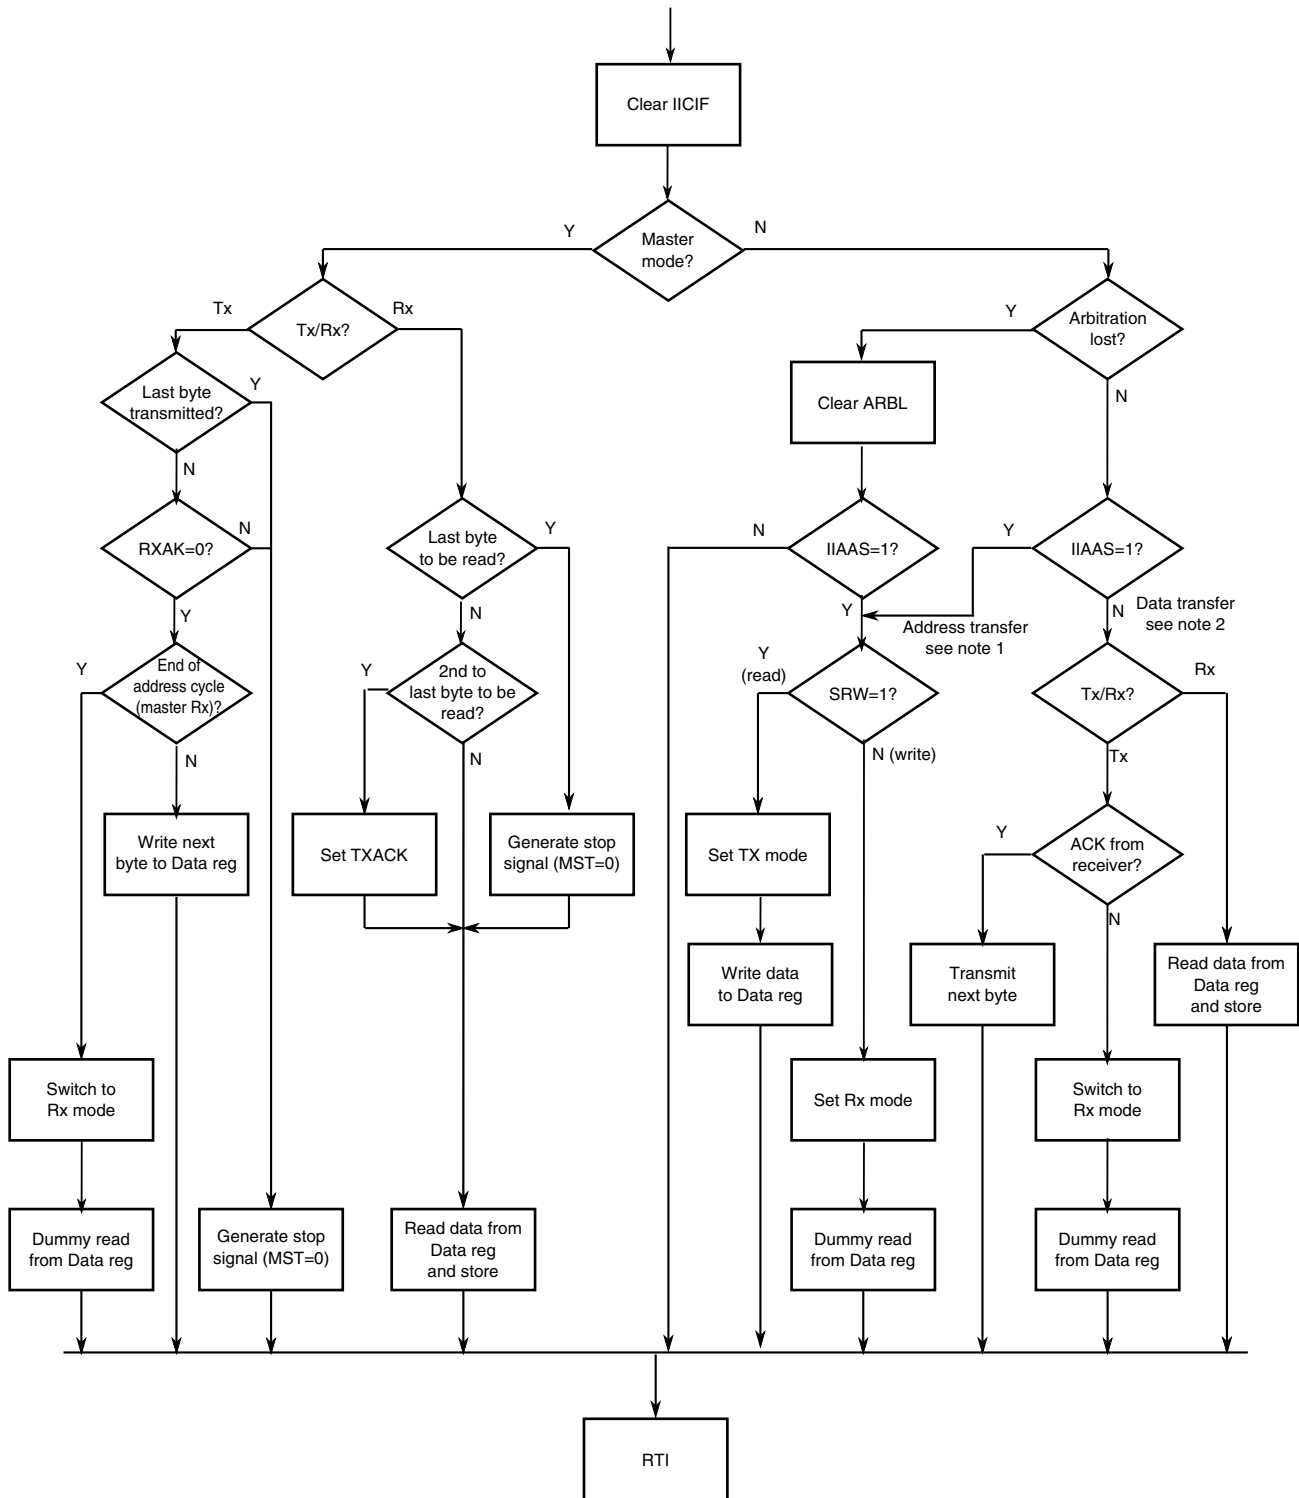 Clear IICIF
Y
N
Master
mode?
Tx
Rx
Tx/Rx?
Y
Arbitration
lost?
Y
Last byte
transmitted?
Clear ARBL
N
N
RXAK=0?
N
Last byte
to be read?
Y
N
IIAAS=1?
Y
IIAAS=1?
Y
N
Y
Address transfer
see note 1
N
Data transfer
see note 2
Y
End of
address cycle
(master Rx)?
Y
2nd to
last byte to be
read?
Y
(read)
SRW=1?
Tx/Rx?
Rx
N
N
N (write)
Tx
Write next
byte to Data reg
Set TXACK
Generate stop
signal (MST=0)
Set TX mode
Y
ACK from
receiver?
N
Write data
to Data reg
Transmit
next byte
Read data from
Data reg
and store
Switch to
Rx mode
Set Rx mode
Switch to
Rx mode
Dummy read
from Data reg
Generate stop
signal (MST=0)
Read data from
Data reg
and store
Dummy read
from Data reg
Dummy read
from Data reg
RTI